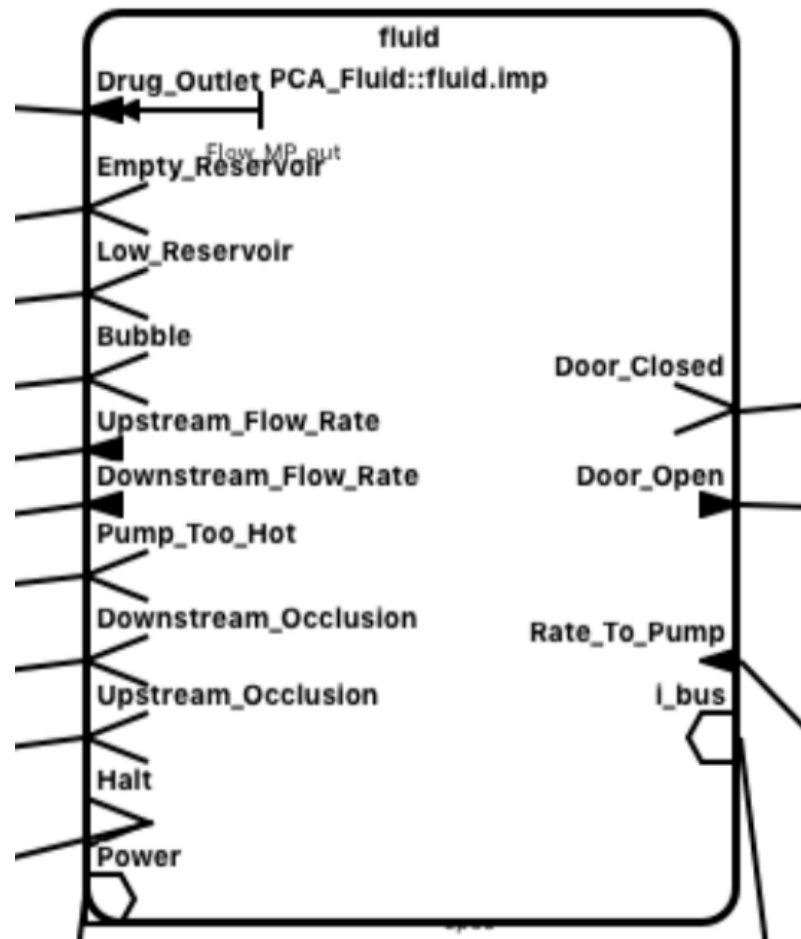 fluid
Drug_Outlet PCA_Fluid::fluid.imp
Flow_MP_out
Empty_Reservoir
Low_Reservoir
Bubble
Door_Closed
Upstream_Flow_Rate
Downstream_Flow_Rate
Door_Open
Pump_Too_Hot
Downstream_Occlusion
Rate_To_Pump
Upstream_Occlusion
i_bus
Halt
Power